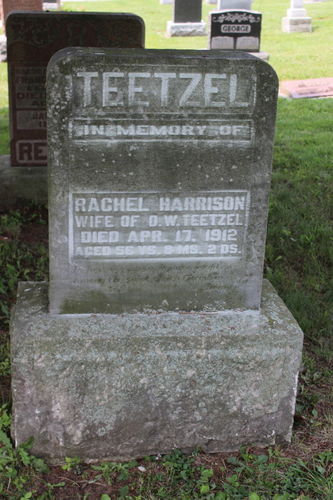 TEETZEL
IN MEMORY OF
RACHEL HARRISON
WIFE OF O.W. TEETZEL
DIED APR. 17, 1912
AGED 56 YS. 8 MS. 2 DS.
GEORGE
RE